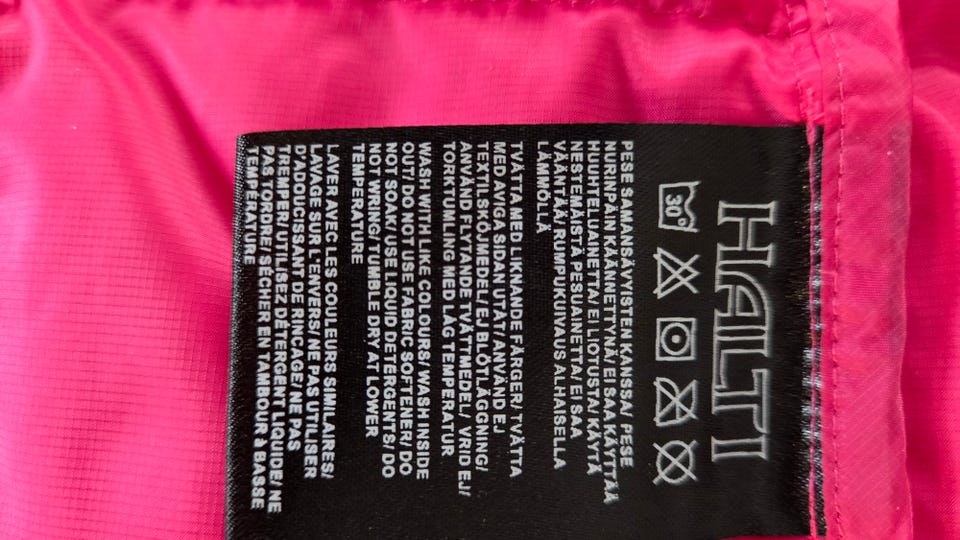 HALTI
30°
PESE SAMANSÄVYISTEN KANSSA/ PESE
NURINPÄIN KÄÄNNETTYNÄ/ EI SAA KÄYTTÄÄ
HUUHTELUAINETTA/ EI LIOTUSTA/ KÄYTÄ
NESTEMÄISTÄ PESUAINETTA/ EI SAA
VÄÄNTÄÄ/ RUMPUKUIVAUS ALHAISELLA
LÄMMÖLLÄ
TVÄTTA MED LIKNANDE FÄRGER/ TVÄTTA
MED AVIGA SIDAN UTÅT/ ANVÄND EJ
TEXTILSKÖJMEDEL/ EJ BLÖTLÄGGNING/
ANVÄND FLYTANDE TVÄTTMEDEL/ VRID EJ/
TORKTUMLING MED LÅG TEMPERATUR
WASH WITH LIKE COLOURS/ WASH INSIDE
OUT/ DO NOT USE FABRIC SOFTENER/ DO
NOT SOAK/ USE LIQUID DETERGENTS/ DO
NOT WRING/ TUMBLE DRY AT LOWER
TEMPERATURE
LAVER AVEC LES COULEURS SIMILAIRES/
LAVAGE SUR L'ENVERS/ NE PAS UTILISER
D'ADOUCISSANT DE RINCAGE/ NE PAS
TREMPER/ UTILISEZ DÉTERGENT LIQUIDE/ NE
PAS TORDRE/ SÉCHER EN TAMBOUR à BASSE
TEMPÉRATURE